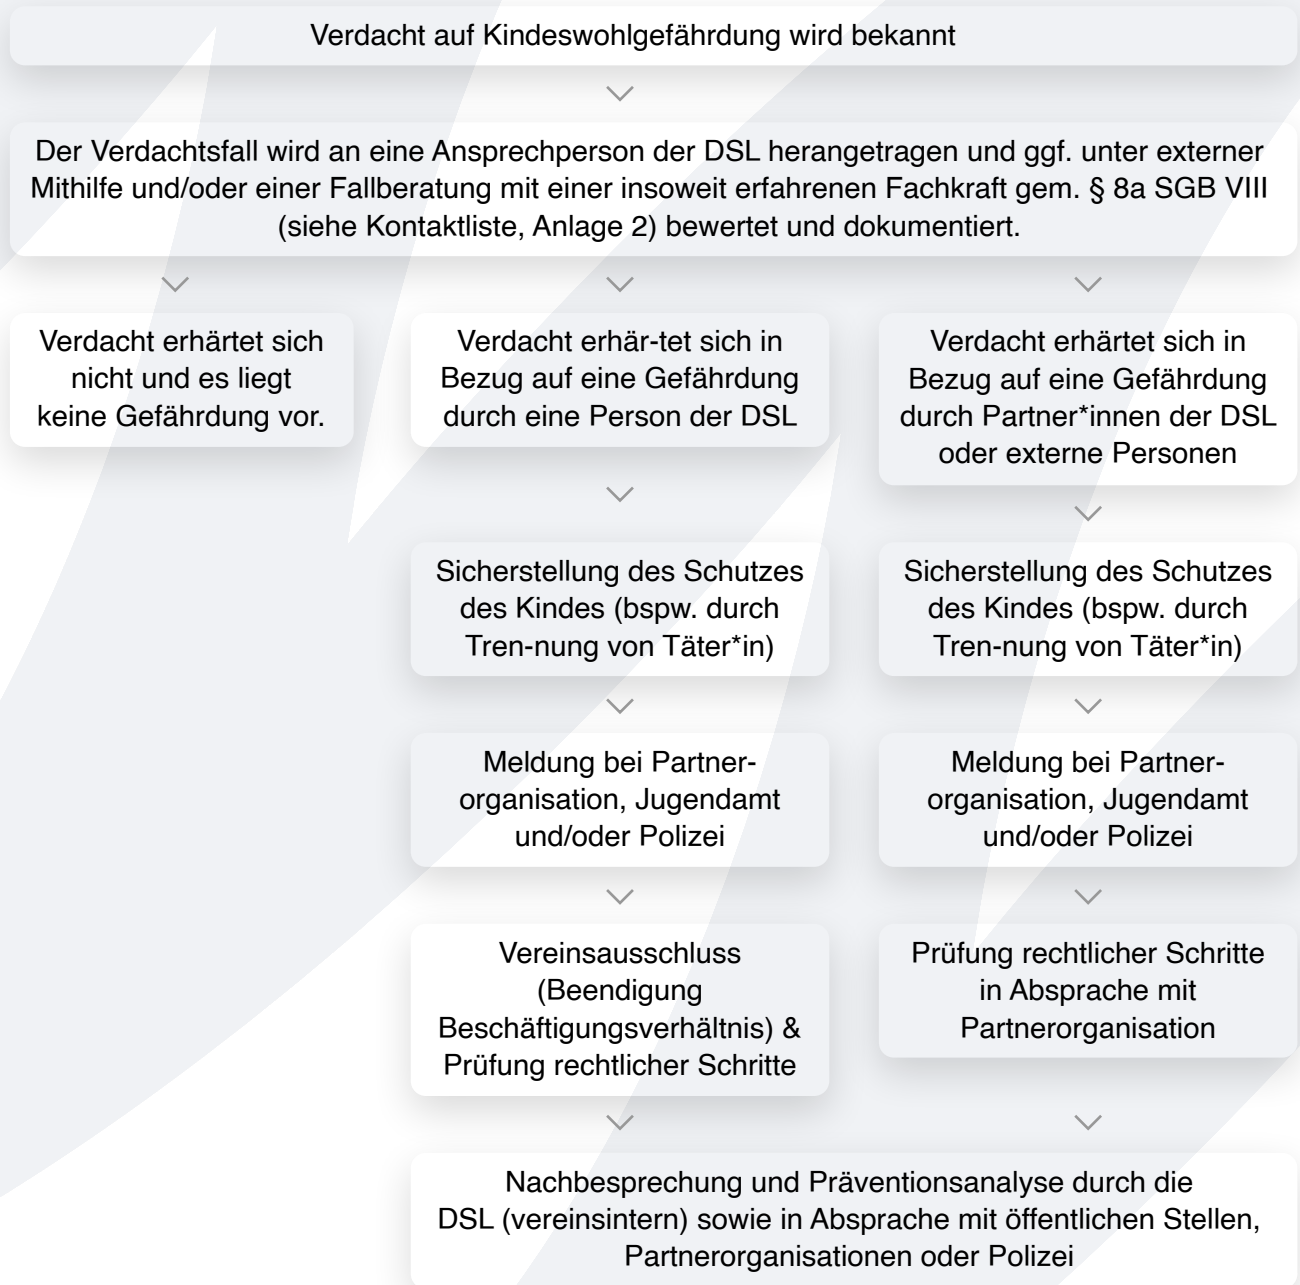 Verdacht auf Kindeswohlgefährdung wird bekannt
Der Verdachtsfall wird an eine Ansprechperson der DSL herangetragen und ggf. unter externer
Mithilfe und/oder einer Fallberatung mit einer insoweit erfahrenen Fachkraft gem. § 8a SGB VIII
(siehe Kontaktliste, Anlage 2) bewertet und dokumentiert.
Verdacht erhärtet sich
nicht und es liegt
keine Gefährdung vor.
Verdacht erhär-tet sich in
Bezug auf eine Gefährdung
durch eine Person der DSL
Verdacht erhärtet sich in
Bezug auf eine Gefährdung
durch Partner*innen der DSL
oder externe Personen
Sicherstellung des Schutzes
des Kindes (bspw. durch
Tren-nung von Täter*in)
Sicherstellung des Schutzes
des Kindes (bspw. durch
Tren-nung von Täter*in)
Meldung bei Partner-
organisation, Jugendamt
und/oder Polizei
Meldung bei Partner-
organisation, Jugendamt
und/oder Polizei
Vereinsausschluss
(Beendigung
Beschäftigungsverhältnis) &
Prüfung rechtlicher Schritte
Prüfung rechtlicher Schritte
in Absprache mit
Partnerorganisation
Nachbesprechung und Präventionsanalyse durch die
DSL (vereinsintern) sowie in Absprache mit öffentlichen Stellen,
Partnerorganisationen oder Polizei